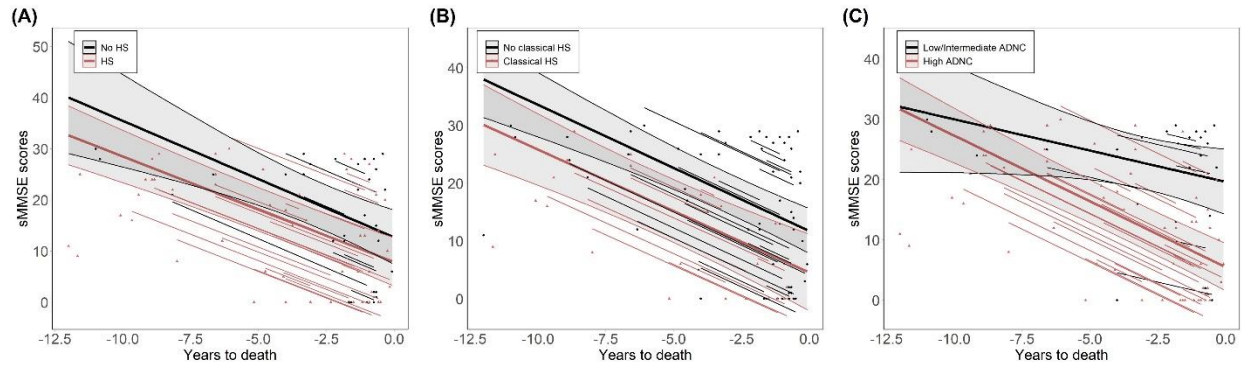 (A)
No HS
HS
sMMSE scores
50
40
30
20
10
0
-12.5 -10.0 -7.5 -5.0 -2.5 0.0
Years to death
(B)
No classical HS
Classical HS
sMMSE scores
40
30
20
10
0
-12.5 -10.0 -7.5 -5.0 -2.5 0.0
Years to death
(C)
Low/Intermediate ADNC
High ADNC
sMMSE scores
40
30
20
10
0
-12.5 -10.0 -7.5 -5.0 -2.5 0.0
Years to death